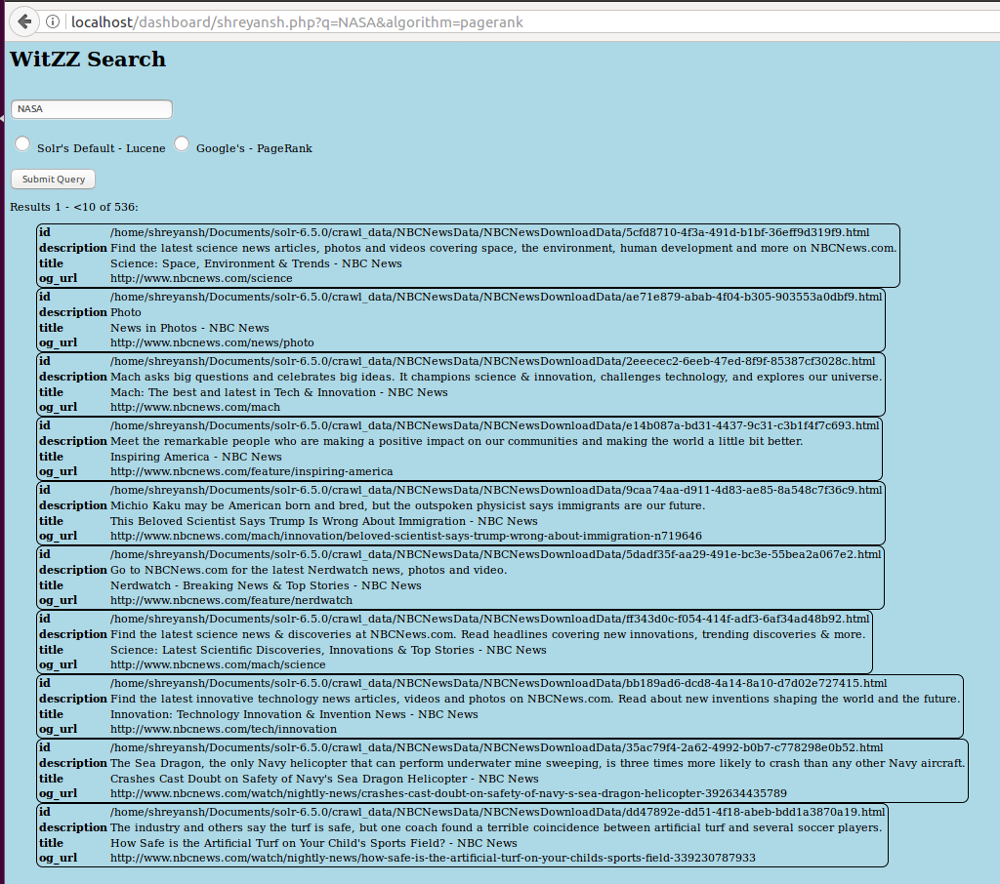 localhost/dashboard/shreyansh.php?q=NASA&algorithm=pagerank
WitZZ Search
NASA
Solr's Default - Lucene Google's - PageRank
Submit Query
Results 1 - <10 of 536:
id /home/shreyansh/Documents/solr-6.5.0/crawl_data/NBCNewsData/NBCNewsDownloadData/5cfd8710-4f3a-491d-b1bf-36eff9d319f9.html
description Find the latest science news articles, photos and videos covering space, the environment, human development and more on NBCNews.com.
title Science: Space, Environment & Trends - NBC News
og_url http://www.nbcnews.com/science
id /home/shreyansh/Documents/solr-6.5.0/crawl_data/NBCNewsData/NBCNewsDownloadData/ae71e879-abab-4f04-b305-903553a0dbf9.html
description Photo
title News in Photos - NBC News
og_url http://www.nbcnews.com/news/photo
id /home/shreyansh/Documents/solr-6.5.0/crawl_data/NBCNewsData/NBCNewsDownloadData/2eeecec2-6eeb-47ed-8f9f-85387cf3028c.html
description Mach asks big questions and celebrates big ideas. It champions science & innovation, challenges technology, and explores our universe.
title Mach: The best and latest in Tech & Innovation - NBC News
og_url http://www.nbcnews.com/mach
id /home/shreyansh/Documents/solr-6.5.0/crawl_data/NBCNewsData/NBCNewsDownloadData/e14b087a-bd31-4437-9c31-c3b1f4f7c693.html
description Meet the remarkable people who are making a positive impact on our communities and making the world a little bit better.
title Inspiring America - NBC News
og_url http://www.nbcnews.com/feature/inspiring-america
id /home/shreyansh/Documents/solr-6.5.0/crawl_data/NBCNewsData/NBCNewsDownloadData/9caa74aa-d911-4d83-ae85-8a548c7f36c9.html
description Michio Kaku may be American born and bred, but the outspoken physicist says immigrants are our future.
title This Beloved Scientist Says Trump Is Wrong About Immigration - NBC News
og_url http://www.nbcnews.com/mach/innovation/beloved-scientist-says-trump-wrong-about-immigration-n719646
id /home/shreyansh/Documents/solr-6.5.0/crawl_data/NBCNewsData/NBCNewsDownloadData/5dadf35f-aa29-491e-bc3e-55bea2a067e2.html
description Go to NBCNews.com for the latest Nerdwatch news, photos and video.
title Nerdwatch - Breaking News & Top Stories - NBC News
og_url http://www.nbcnews.com/feature/nerdwatch
id /home/shreyansh/Documents/solr-6.5.0/crawl_data/NBCNewsData/NBCNewsDownloadData/ff343d0c-f054-414f-adf3-6af34ad48b92.html
description Find the latest science news & discoveries at NBCNews.com. Read headlines covering new innovations, trending discoveries & more.
title Science: Latest Scientific Discoveries, Innovations & Top Stories - NBC News
og_url http://www.nbcnews.com/mach/science
id /home/shreyansh/Documents/solr-6.5.0/crawl_data/NBCNewsData/NBCNewsDownloadData/bb189ad6-dcd8-4a14-8a10-d7d02e727415.html
description Find the latest innovative technology news articles, videos and photos on NBCNews.com. Read about new inventions shaping the world and the future.
title Innovation: Technology Innovation & Invention News - NBC News
og_url http://www.nbcnews.com/tech/innovation
id /home/shreyansh/Documents/solr-6.5.0/crawl_data/NBCNewsData/NBCNewsDownloadData/35ac79f4-2a62-4992-b0b7-c778298e0b52.html
description The Sea Dragon, the only Navy helicopter that can perform underwater mine sweeping, is three times more likely to crash than any other Navy aircraft.
title Crashes Cast Doubt on Safety of Navy's Sea Dragon Helicopter - NBC News
og_url http://www.nbcnews.com/watch/nightly-news/crashes-cast-doubt-on-safety-of-navy-s-sea-dragon-helicopter-392634435789
id /home/shreyansh/Documents/solr-6.5.0/crawl_data/NBCNewsData/NBCNewsDownloadData/dd47892e-dd51-4f18-abeb-bdd1a3870a19.html
description The industry and others say the turf is safe, but one coach found a terrible coincidence between artificial turf and several soccer players.
title How Safe is the Artificial Turf on Your Child's Sports Field? - NBC News
og_url http://www.nbcnews.com/watch/nightly-news/how-safe-is-the-artificial-turf-on-your-childs-sports-field-339230787933